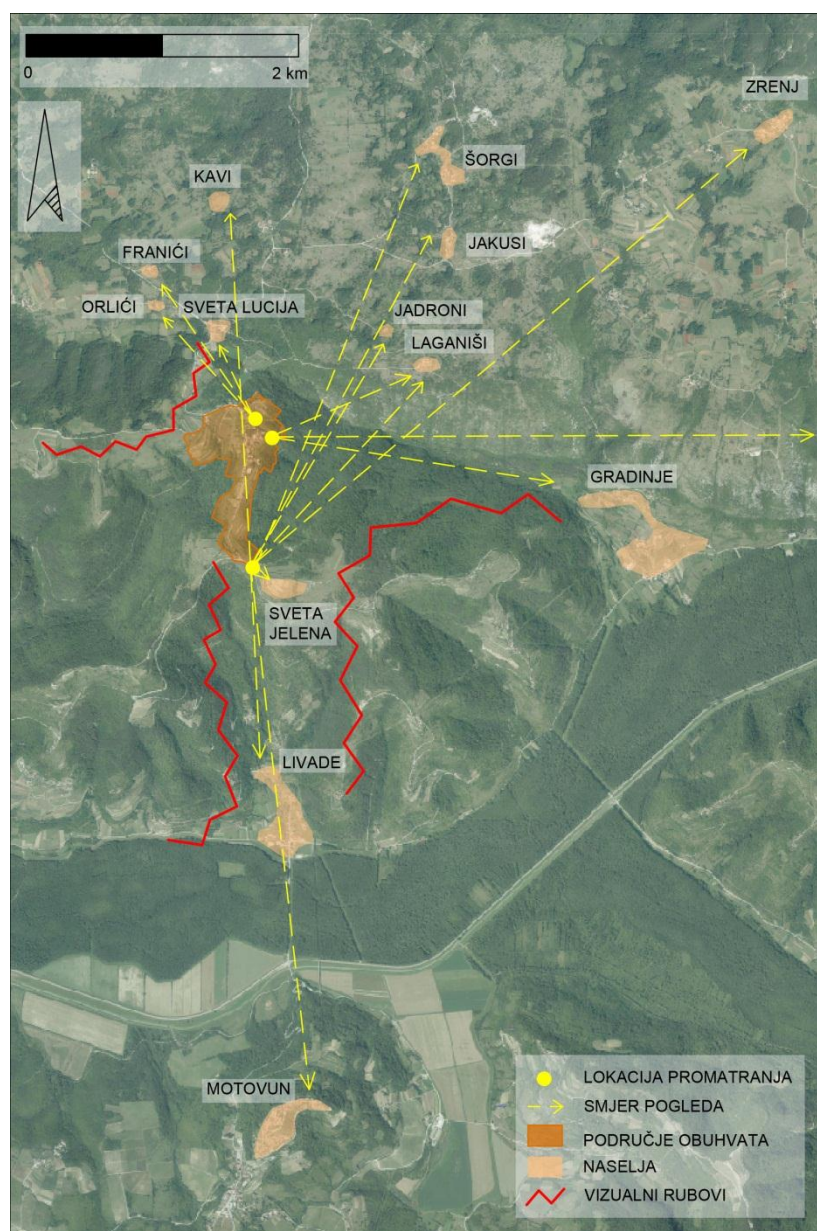 0
2 km
ZRENJ
ŠORGI
KAVI
JAKUSI
FRANIĆI
ORLIĆI
SVETA LUCIJA
JADRONI
LAGANIŠI
GRADINJE
SVETA
JELENA
LIVADE
MOTOVUN
LOKACIJA PROMATRANJA
SMJER POGLEDA
PODRUČJE OBUHVATA
NASELJA
VIZUALNI RUBOVI